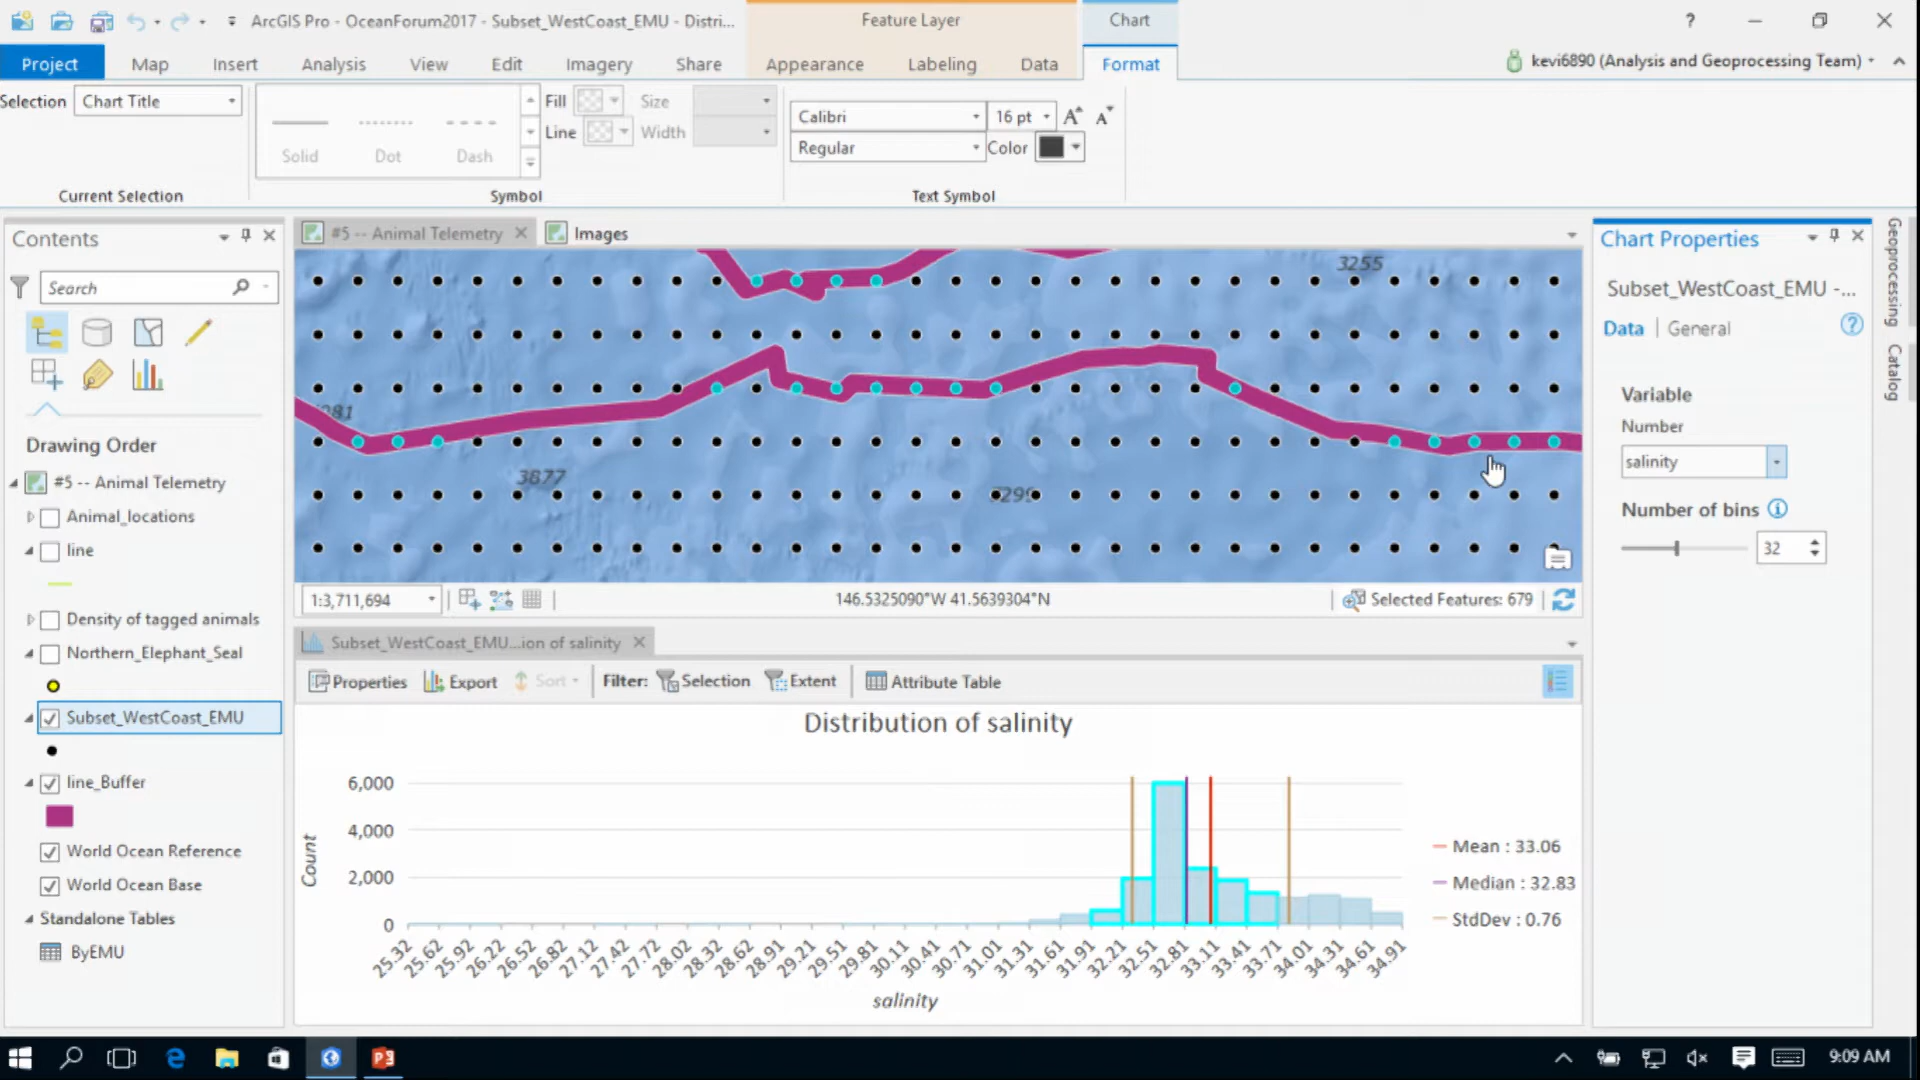 ArcGIS Pro - OceanForum2017 - Subset_WestCoast_EMU - Distri...
Feature Layer
Chart
?
Project
Map
Insert
Analysis
View
Edit
Imagery
Share
Appearance
Labeling
Data
Format
kevi6890 (Analysis and Geoprocessing Team)
Selection
Chart Title
Solid
Dot
Dash
Fill
Size
Line
Width
Calibri
16 pt
Regular
Color
Current Selection
Symbol
Text Symbol
Contents
Search
Drawing Order
#5 -- Animal Telemetry
Animal_locations
line
Density of tagged animals
Northern_Elephant_Seal
Subset_WestCoast_EMU
line_Buffer
World Ocean Reference
World Ocean Base
Standalone Tables
ByEMU
#5 -- Animal Telemetry
Images
3255
3877
1:3,711,694
146.5325090°W 41.5639304°N
Selected Features: 679
Subset_WestCoast_EMU...ion of salinity
Properties
Export
Sort
Filter:
Selection
Extent
Attribute Table
Distribution of salinity
Count
6,000
4,000
2,000
0
25.32
25.62
25.92
26.22
26.52
26.82
27.12
27.42
27.72
28.02
28.32
28.62
28.91
29.21
29.51
29.81
30.11
30.41
30.71
31.01
31.31
31.61
31.91
32.21
32.51
32.81
33.11
33.41
33.71
34.01
34.31
34.61
34.91
salinity
Mean : 33.06
Median : 32.83
StdDev : 0.76
Chart Properties
Subset_WestCoast_EMU -...
Data | General
Variable
Number
salinity
Number of bins
32
Geoprocessing
Catalog
9:09 AM